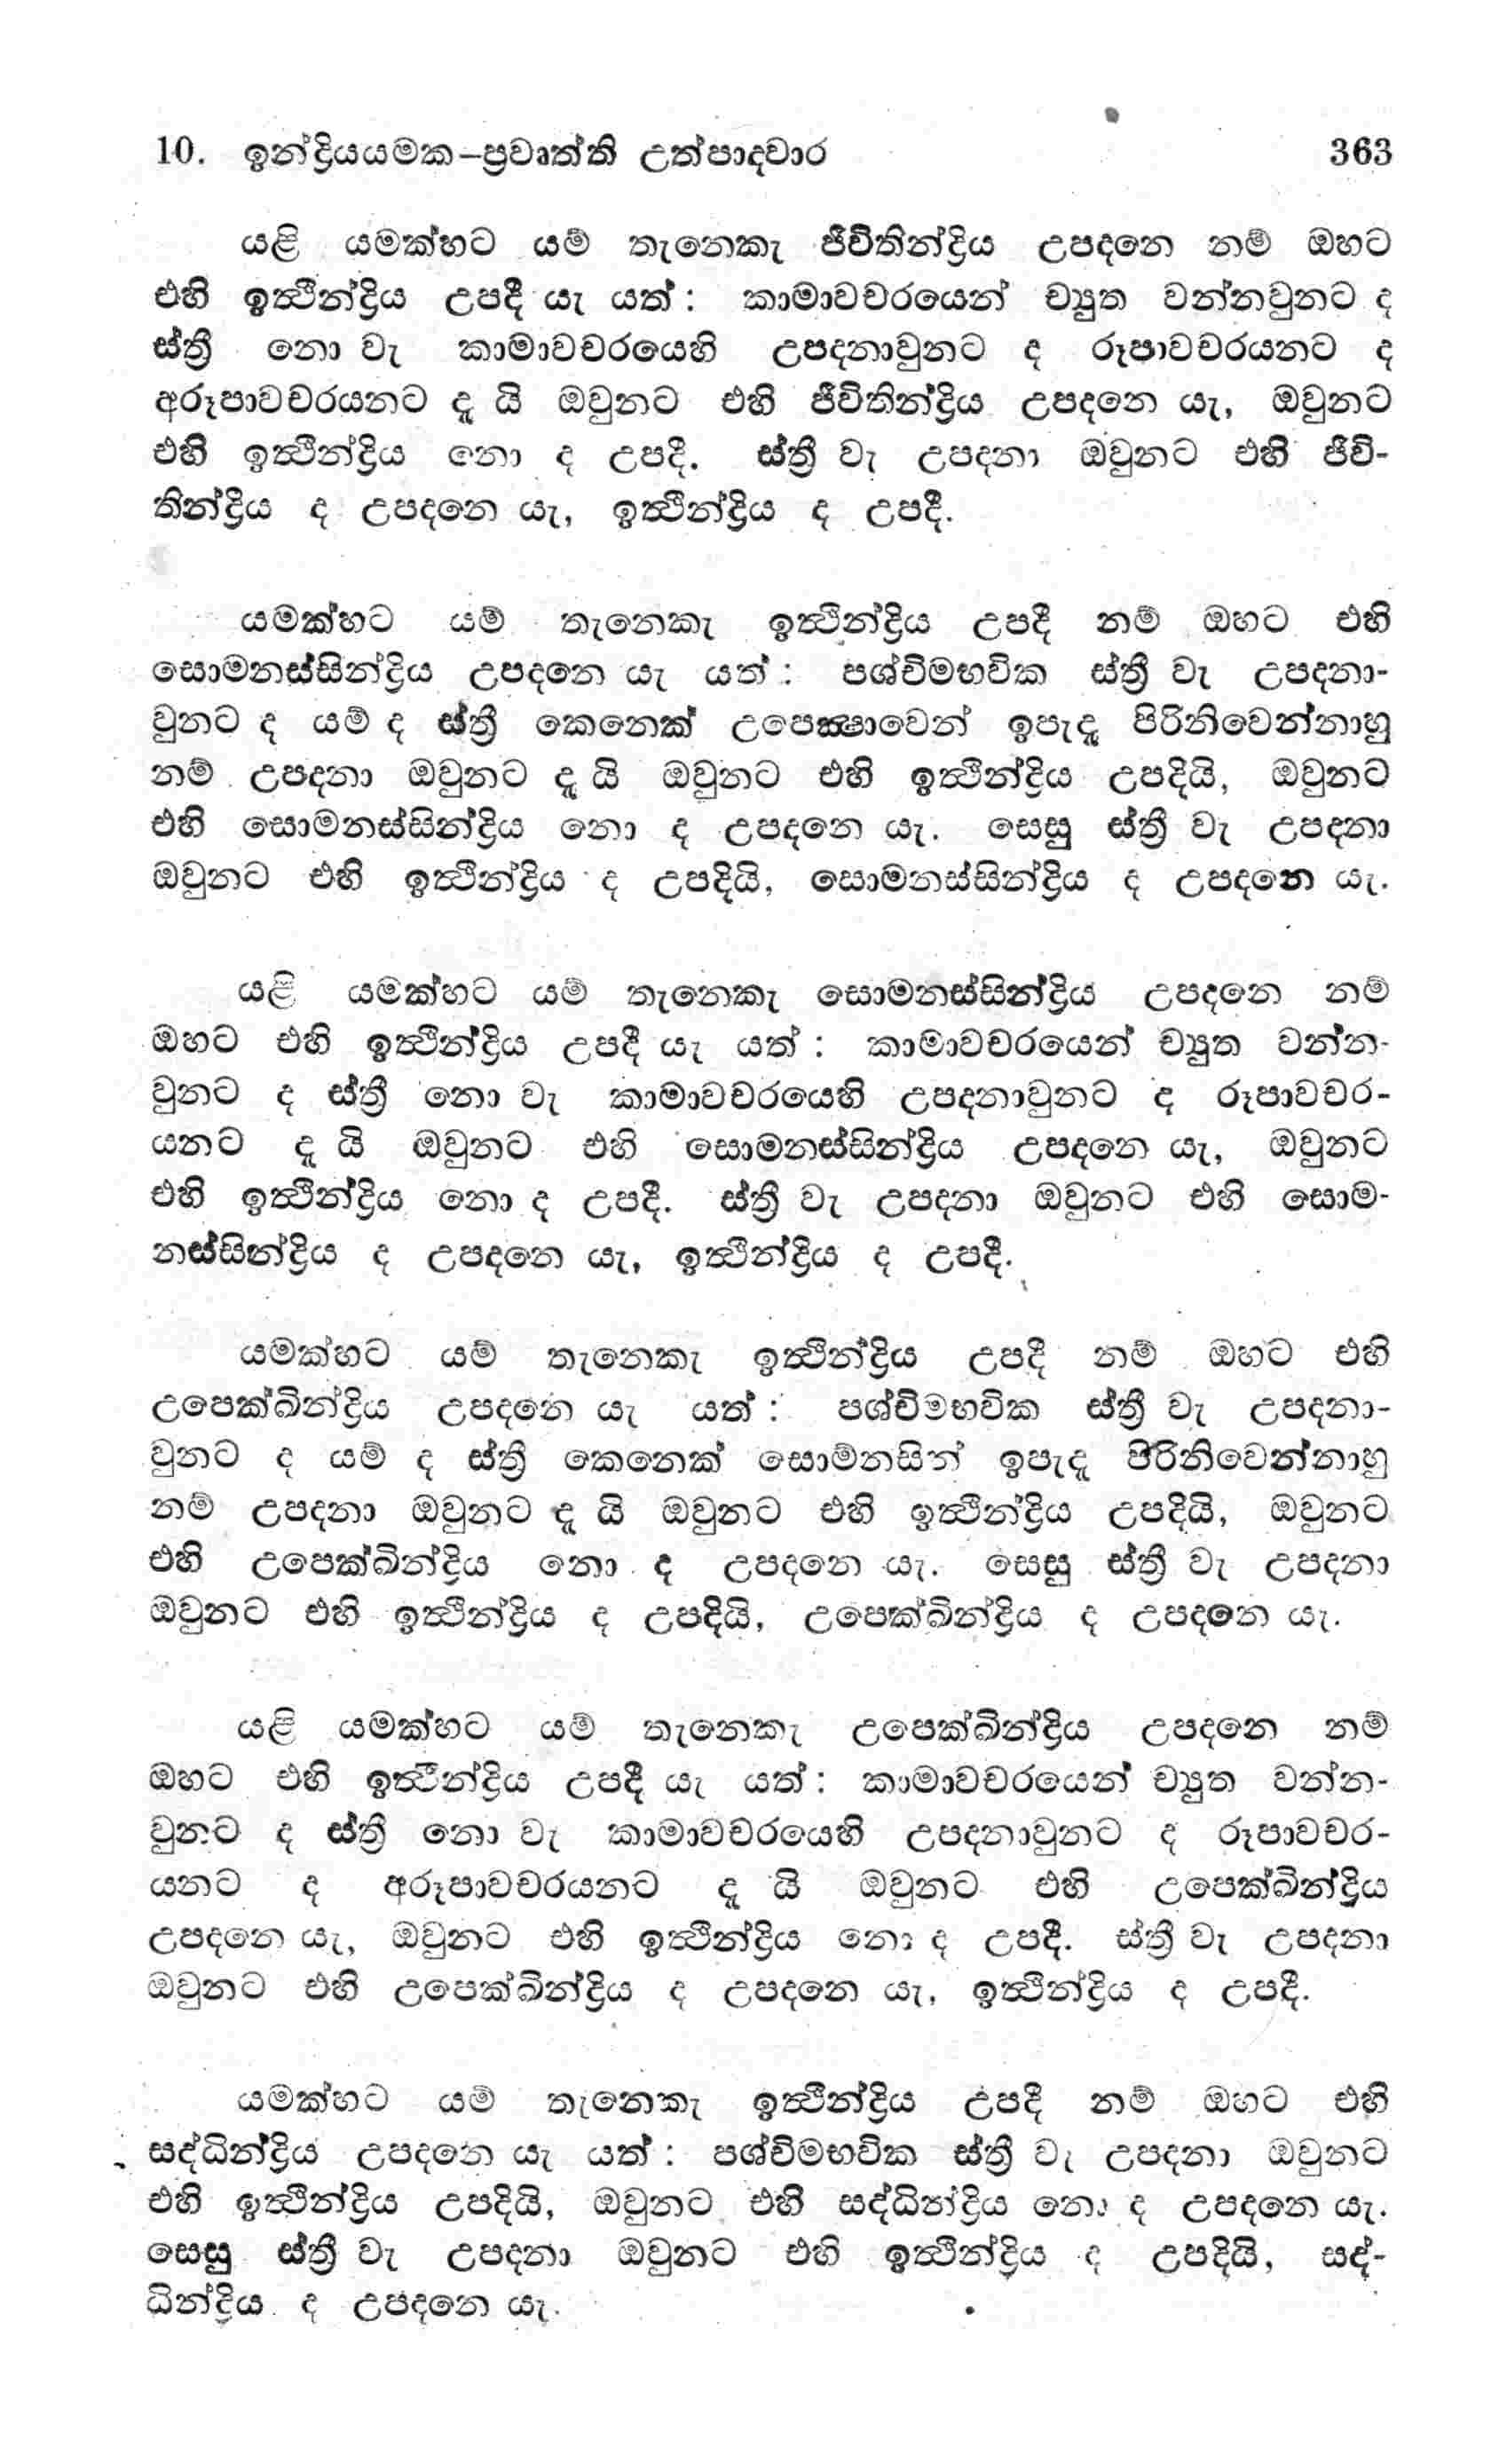 10. ඉන්ද්‍රියයමක–ප්‍රවෘත්ති උත්පාදවාර 363
යළි යමක්හට යම් තැනෙකැ ජීවිතින්ද්‍රිය උපදනෙ නම් ඔහට
එහි ඉත්‍ථින්ද්‍රිය උපදී යැ යත්: කාමාවචරයෙන් ච්‍යුත වන්නවුනට ද
ස්ත්‍රී නො වැ කාමාවචරයෙහි උපදනාවුනට ද රූපාවචරයනට ද
අරූපාවචරයනට දැ යි ඔවුනට එහි ජීවිතින්ද්‍රිය උපදනෙ යැ, ඔවුනට
එහි ඉත්‍ථින්ද්‍රිය නො ද උපදී. ස්ත්‍රී වැ උපදනා ඔවුනට එහි ජීවි-
තින්ද්‍රිය ද උපදනෙ යැ, ඉත්‍ථින්ද්‍රිය ද උපදී.
යමක්හට යම් තැනෙකැ ඉත්‍ථින්ද්‍රිය උපදී නම් ඔහට එහි
සොමනස්සින්ද්‍රිය උපදනෙ යැ යත්: පශ්චිමභවික ස්ත්‍රී වැ උපදනා-
වුනට ද යම් ද ස්ත්‍රී කෙනෙක් උපෙක්‍ෂාවෙන් ඉපැදැ පිරිනිවෙන්නාහු
නම් උපදනා ඔවුනට දැ යි ඔවුනට එහි ඉත්‍ථින්ද්‍රිය උපදියි, ඔවුනට
එහි සොමනස්සින්ද්‍රිය නො ද උපදනෙ යැ. සෙසු ස්ත්‍රී වැ උපදනා
ඔවුනට එහි ඉත්‍ථින්ද්‍රිය ද උපදියි, සොමනස්සින්ද්‍රිය ද උපදනෙ යැ.
යළි යමක්හට යම් තැනෙකැ සොමනස්සින්ද්‍රිය උපදනෙ නම්
ඔහට එහි ඉත්‍ථින්ද්‍රිය උපදී යැ යත්: කාමාවචරයෙන් ච්‍යුත වන්න-
වුනට ද ස්ත්‍රී නො වැ කාමාවචරයෙහි උපදනාවුනට ද රූපාවචර-
යනට දැ යි ඔවුනට එහි සොමනස්සින්ද්‍රිය උපදනෙ යැ, ඔවුනට
එහි ඉත්‍ථින්ද්‍රිය නො ද උපදී. ස්ත්‍රී වැ උපදනා ඔවුනට එහි සොම-
නස්සින්ද්‍රිය ද උපදනෙ යැ, ඉත්‍ථින්ද්‍රිය ද උපදී.
යමක්හට යම් තැනෙකැ ඉත්‍ථින්ද්‍රිය උපදී නම් ඔහට එහි
උපෙක්ඛින්ද්‍රිය උපදනෙ යැ යත්: පශ්චිමභවික ස්ත්‍රී වැ උපදනා-
වුනට ද යම් ද ස්ත්‍රී කෙනෙක් සොම්නසින් ඉපැදැ පිරිනිවෙන්නාහු
නම් උපදනා ඔවුනට දැ යි ඔවුනට එහි ඉත්‍ථින්ද්‍රිය උපදියි, ඔවුනට
එහි උපෙක්ඛින්ද්‍රිය නො ද උපදනෙ යැ. සෙසු ස්ත්‍රී වැ උපදනා
ඔවුනට එහි ඉත්‍ථින්ද්‍රිය ද උපදියි, උපෙක්ඛින්ද්‍රිය ද උපදනෙ යැ.
යළි යමක්හට යම් තැනෙකැ උපෙක්ඛින්ද්‍රිය උපදනෙ නම්
ඔහට එහි ඉත්‍ථින්ද්‍රිය උපදී යැ යත්: කාමාවචරයෙන් ච්‍යුත වන්න-
වුනට ද ස්ත්‍රී නො වැ කාමාවචරයෙහි උපදනාවුනට ද රූපාවචර-
යනට ද අරූපාවචරයනට දැ යි ඔවුනට එහි උපෙක්ඛින්ද්‍රිය
උපදනෙ යැ, ඔවුනට එහි ඉත්‍ථින්ද්‍රිය නො ද උපදී. ස්ත්‍රී වැ උපදනා
ඔවුනට එහි උපෙක්ඛින්ද්‍රිය ද උපදනෙ යැ, ඉත්‍ථින්ද්‍රිය ද උපදී.
යමක්හට යම් තැනෙකැ ඉත්‍ථින්ද්‍රිය උපදී නම් ඔහට එහි
සද්ධින්ද්‍රිය උපදනෙ යැ යත්: පශ්චිමභවික ස්ත්‍රී වැ උපදනා ඔවුනට
එහි ඉත්‍ථින්ද්‍රිය උපදියි, ඔවුනට එහි සද්ධින්ද්‍රිය නො ද උපදනෙ යැ.
සෙසු ස්ත්‍රී වැ උපදනා ඔවුනට එහි ඉත්‍ථින්ද්‍රිය ද උපදියි, සද්-
ධින්ද්‍රිය ද උපදනෙ යැ.